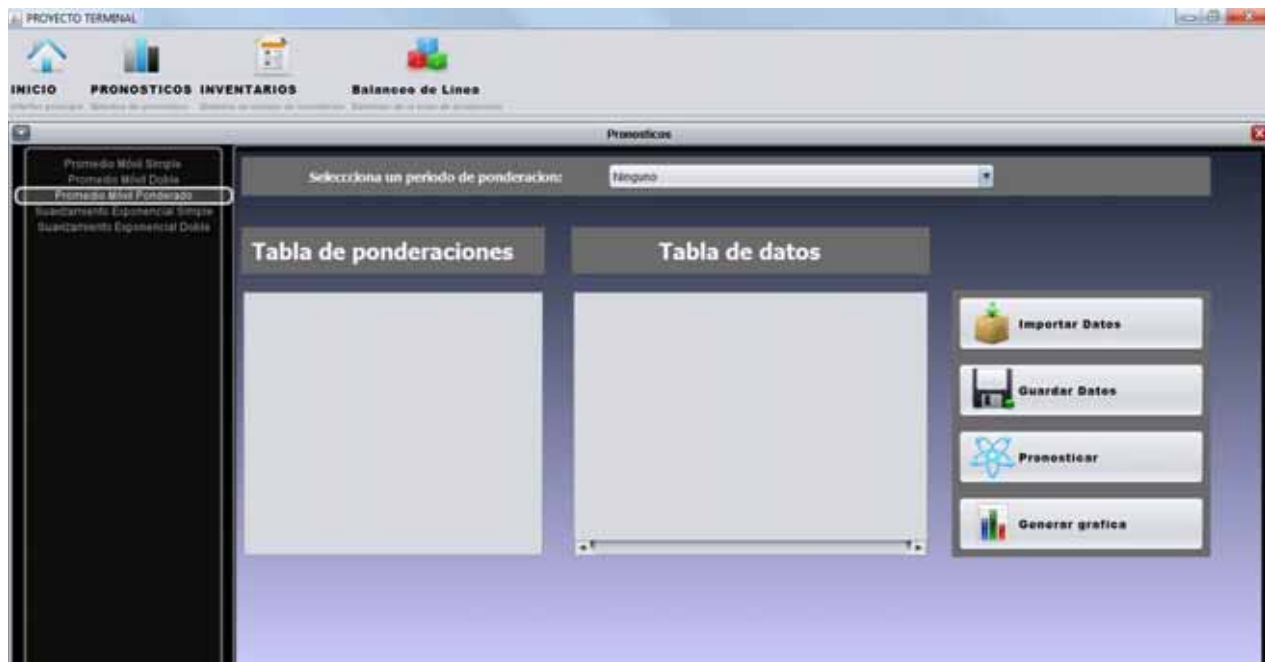 PROYECTO TERMINAL
INICIO
PRONOSTICOS
INVENTARIOS
Balanceo de Linea
Pronosticos
Promedio Móvil Simple
Promedio Móvil Doble
Promedio Móvil Ponderado
Suavizamiento Exponencial Simple
Suavizamiento Exponencial Doble
Seleccciona un periodo de ponderacion:
Ninguno
Tabla de ponderaciones
Tabla de datos
Importar Datos
Guardar Datos
Pronosticar
Generar grafica